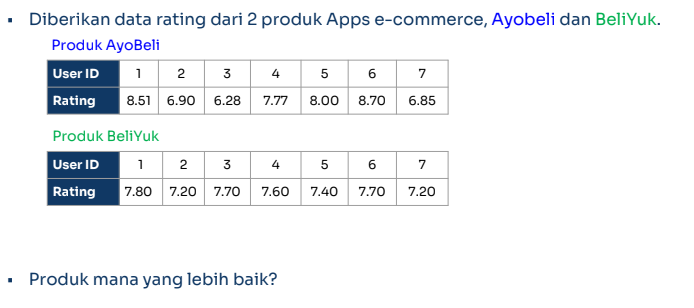 ▪ Diberikan data rating dari 2 produk Apps e-commerce, Ayobeli dan BeliYuk.
Produk AyoBeli
User ID 1 2 3 4 5 6 7
Rating 8.51 6.90 6.28 7.77 8.00 8.70 6.85
Produk BeliYuk
User ID 1 2 3 4 5 6 7
Rating 7.80 7.20 7.70 7.60 7.40 7.70 7.20
▪ Produk mana yang lebih baik?